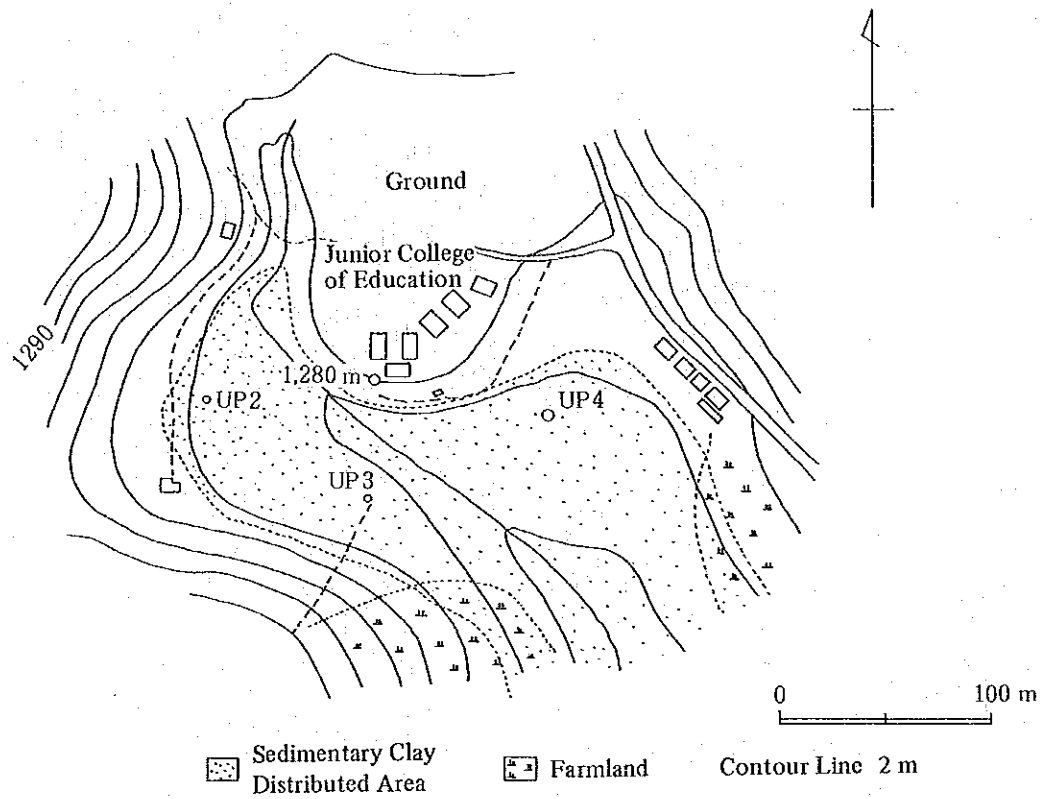 Ground
Junior College
of Education
1290
1,280 m
UP2
UP4
UP3
0 100 m
Sedimentary Clay
Distributed Area
Farmland
Contour Line 2 m